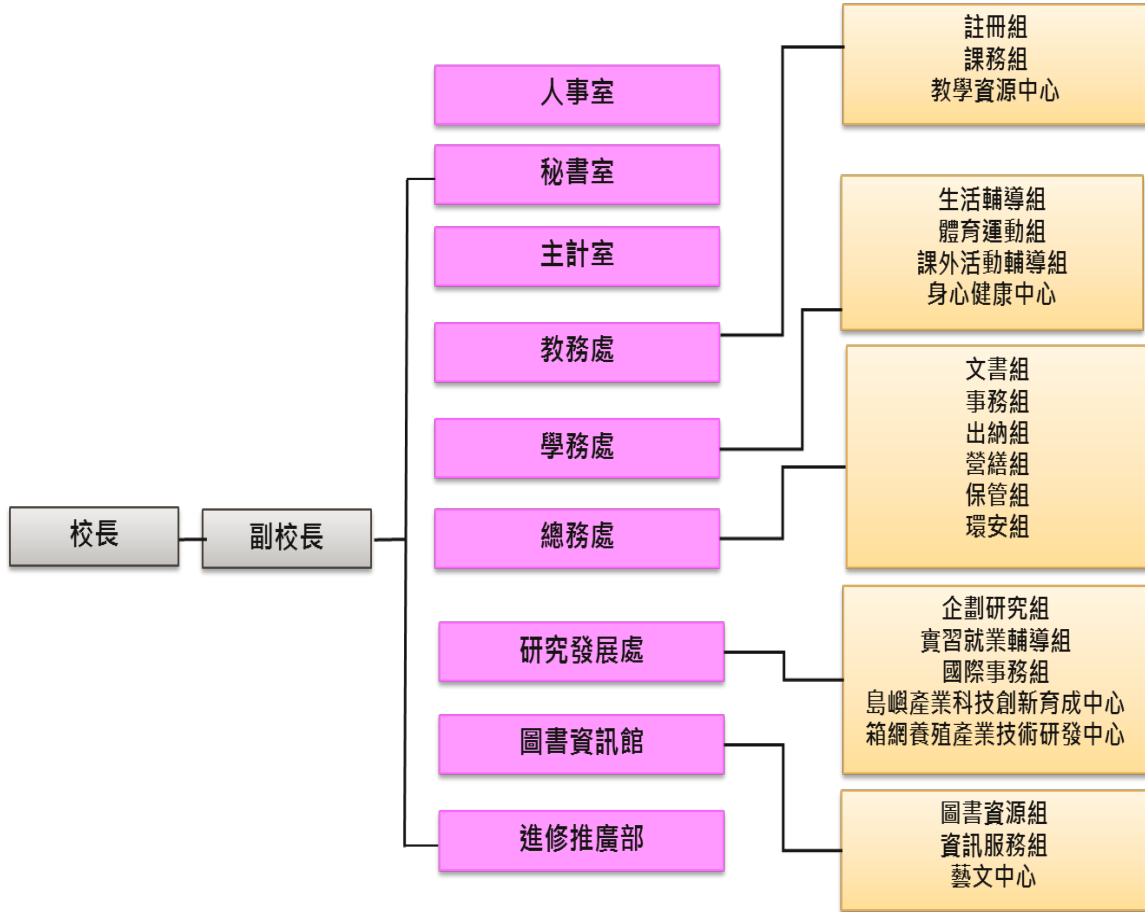 校長
副校長
人事室
秘書室
主計室
教務處
學務處
總務處
研究發展處
圖書資訊館
進修推廣部
註冊組
課務組
教學資源中心
生活輔導組
體育運動組
課外活動輔導組
身心健康中心
文書組
事務組
出納組
營繕組
保管組
環安組
企劃研究組
實習就業輔導組
國際事務組
島嶼產業科技創新育成中心
箱網養殖產業技術研發中心
圖書資源組
資訊服務組
藝文中心